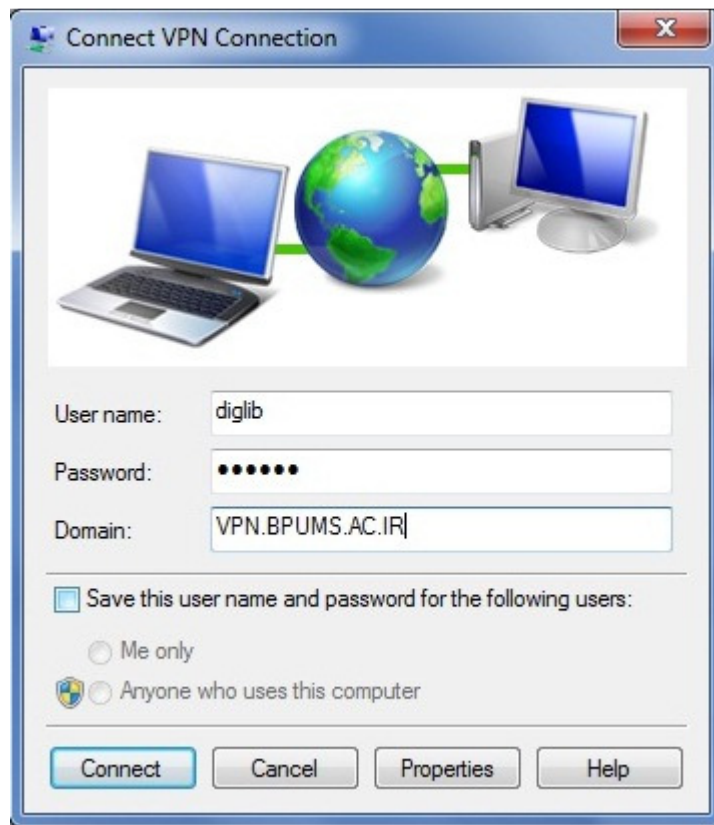 Connect VPN Connection
User name: diglib
Password: ●●●●●●
Domain: VPN.BPUMS.AC.IR
Save this user name and password for the following users:
Me only
Anyone who uses this computer
Connect Cancel Properties Help